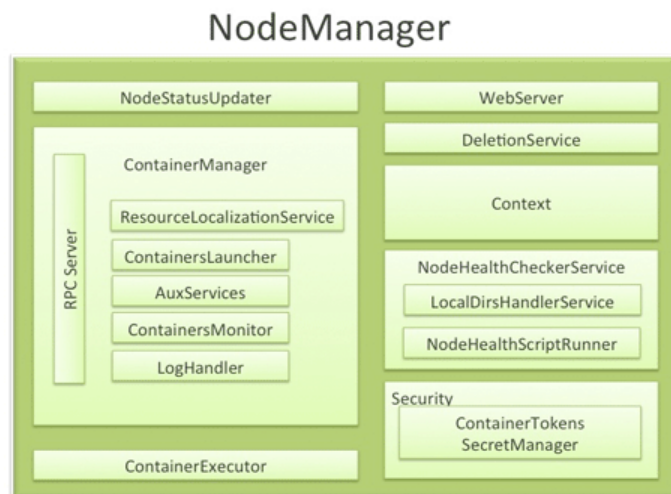 NodeManager
NodeStatusUpdater
ContainerManager
RPC Server
ResourceLocalizationService
ContainersLauncher
AuxServices
ContainersMonitor
LogHandler
ContainerExecutor
WebServer
DeletionService
Context
NodeHealthCheckerService
LocalDirsHandlerService
NodeHealthScriptRunner
Security
ContainerTokens
SecretManager